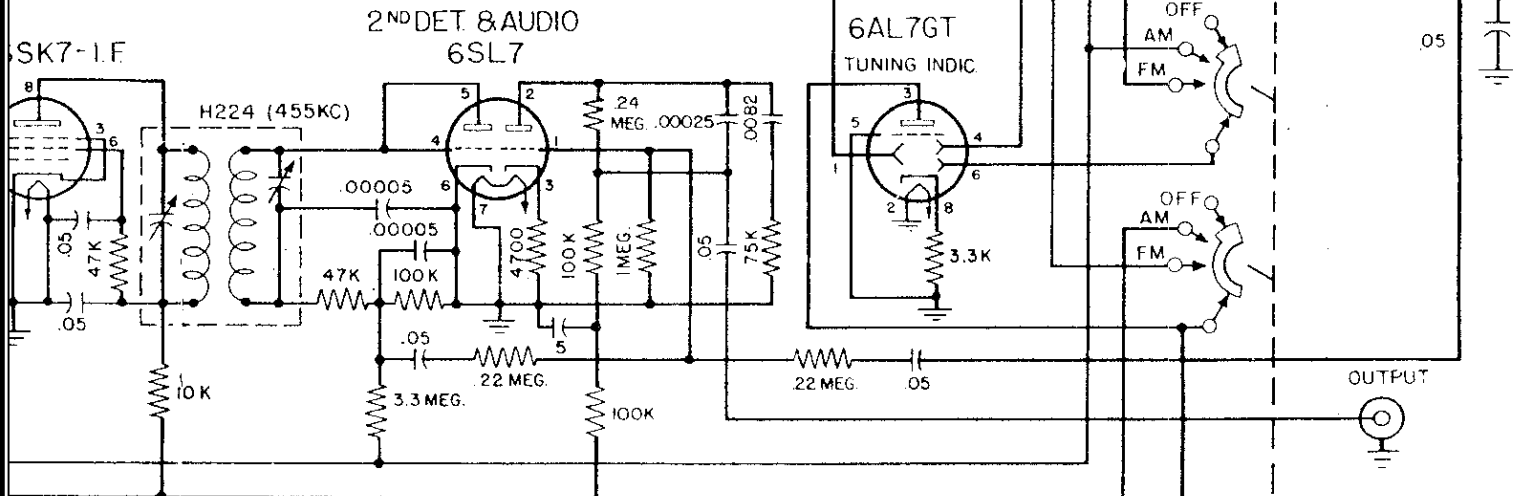 2ND DET. & AUDIO
6SL7
6SK7-I.F.
H224 (455KC)
6AL7GT
TUNING INDIC.
OFF
AM
FM
.05
8
3
6
5
2
4
1
6
7
3
.24
MEG.
.00025
.0082
3
5
4
1
6
2
8
.00005
.00005
.05
47K
.05
47K
100K
4700
100K
1 MEG.
.05
75K
3.3K
OFF
AM
FM
5
.05
.22 MEG.
.22 MEG.
.05
10K
3.3 MEG.
100K
OUTPUT